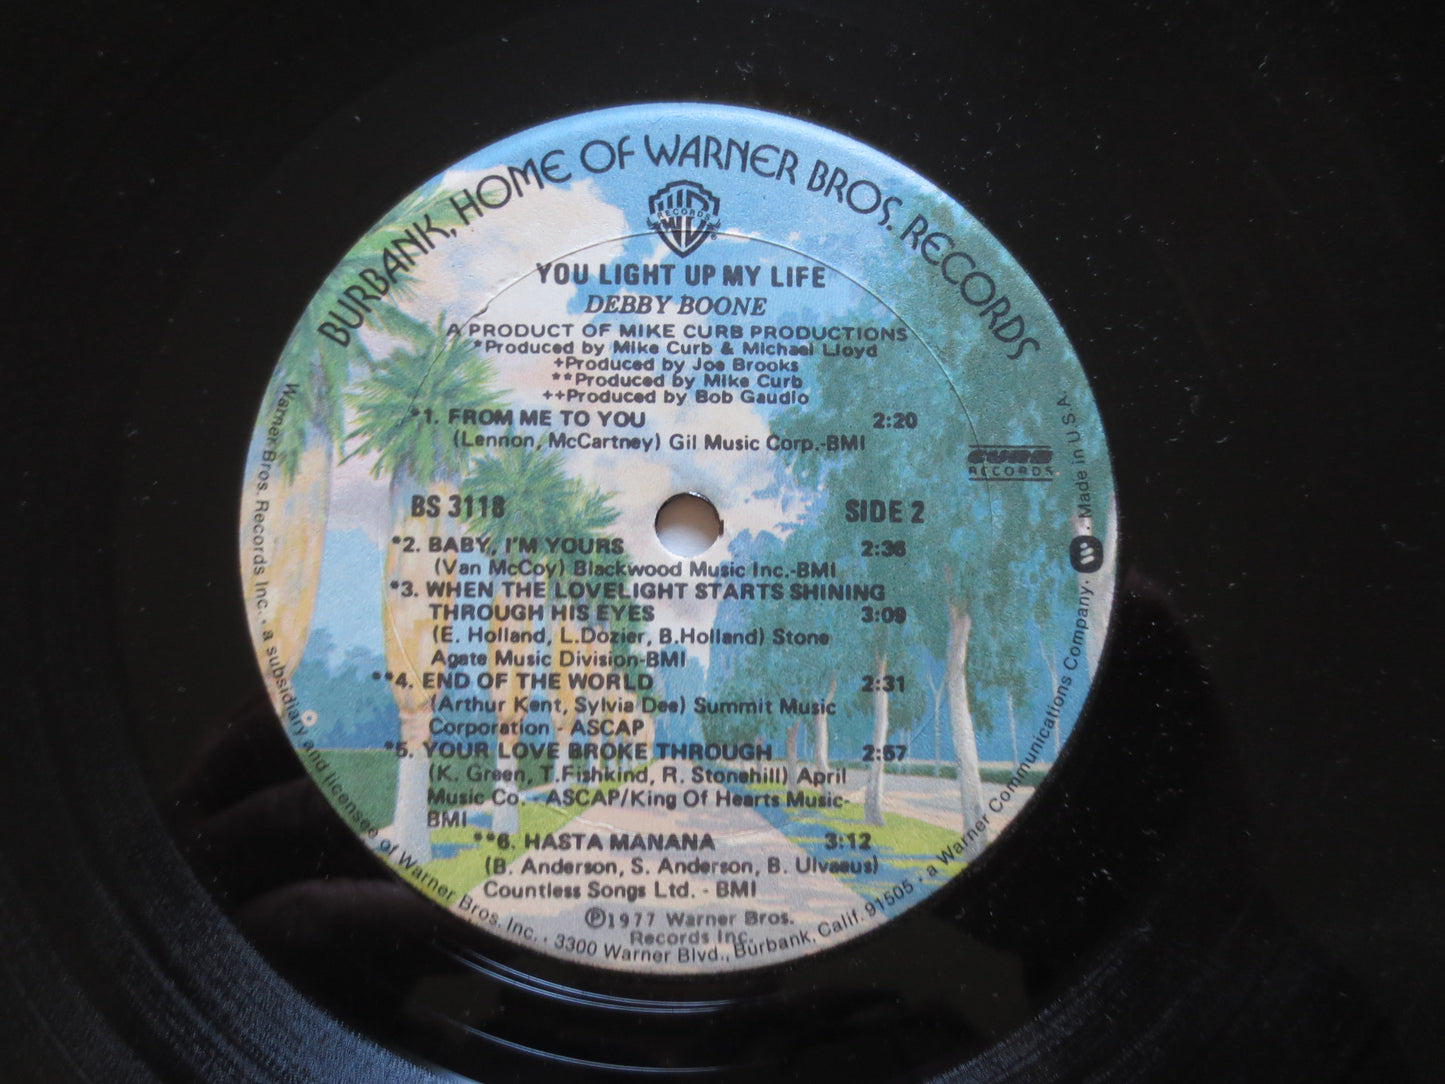 BURBANK, HOME OF WARNER BROS. RECORDS
RECORDS
YOU LIGHT UP MY LIFE
DEBBY BOONE
A PRODUCT OF MIKE CURB PRODUCTIONS
*Produced by Mike Curb & Michael Lloyd
+Produced by Joe Brooks
**Produced by Mike Curb
++Produced by Bob Gaudio
*1. FROM ME TO YOU 2:20
(Lennon, McCartney) Gil Music Corp.-BMI
CURB
RECORDS
BS 3118 SIDE 2
*2. BABY, I'M YOURS 2:36
(Van McCoy) Blackwood Music Inc.-BMI
*3. WHEN THE LOVELIGHT STARTS SHINING
THROUGH HIS EYES 3:09
(E. Holland, L.Dozier, B.Holland) Stone
Agate Music Division-BMI
**4. END OF THE WORLD 2:31
(Arthur Kent, Sylvia Dee) Summit Music
Corporation - ASCAP
*5. YOUR LOVE BROKE THROUGH 2:57
(K. Green, T.Fishkind, R. Stonehill) April
Music Co. - ASCAP/King Of Hearts Music-
BMI
**6. HASTA MANANA 3:12
(B. Anderson, S. Anderson, B. Ulvaeus)
Countless Songs Ltd. - BMI
℗1977 Warner Bros.
Records Inc.
Warner Bros. Records Inc. • a subsidiary and licensee of Warner Bros. Inc. • 3300 Warner Blvd., Burbank, Calif. 91505 • a Warner Communications Company. • Made in U.S.A.